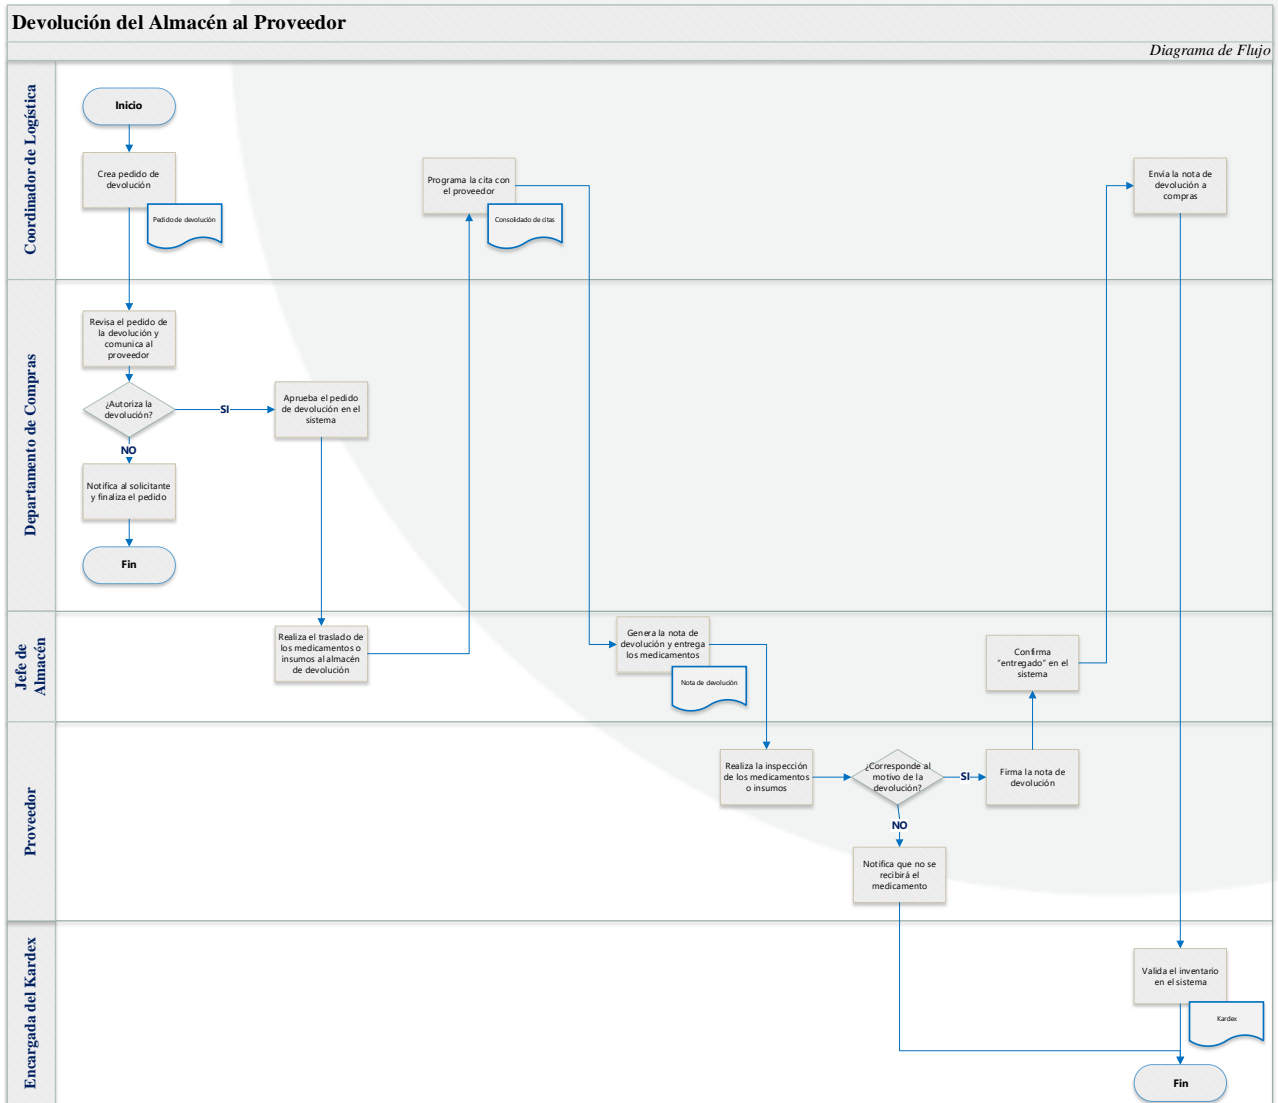 Devolución del Almacén al Proveedor
Diagrama de Flujo
Coordinador de Logística
Inicio
Crea pedido de
devolución
Pedido de devolución
Programa la cita con
el proveedor
Consolidado de citas
Envía la nota de
devolución a
compras
Departamento de Compras
Revisa el pedido de
la devolución y
comunica al
proveedor
¿Autoriza la
devolución?
SI
Aprueba el pedido
de devolución en el
sistema
NO
Notifica al solicitante
y finaliza el pedido
Fin
Jefe de
Almacén
Realiza el traslado de
los medicamentos o
insumos al almacén
de devolución
Genera la nota de
devolución y entrega
los medicamentos
Nota de devolución
Confirma
"entregado" en el
sistema
Proveedor
Realiza la inspección
de los medicamentos
o insumos
¿Corresponde al
motivo de la
devolución?
SI
Firma la nota de
devolución
NO
Notifica que no se
recibirá el
medicamento
Encargada del Kardex
Valida el inventario
en el sistema
Kardex
Fin